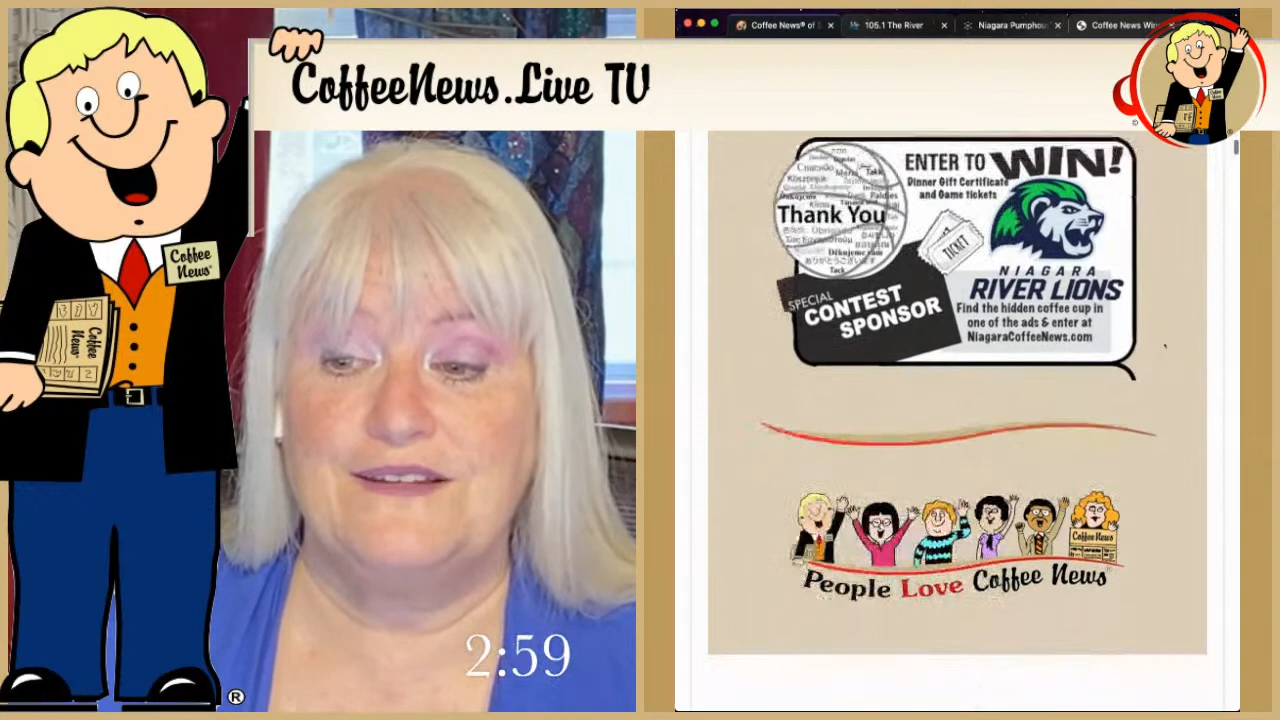 Coffee News® of
105.1 The River
Niagara Pumphou
Coffee News Win
CoffeeNews.Live TV
Coffee
News
Coffee
News
ENTER TO WIN!
Dinner Gift Certificate
and Game tickets
Thank You
TICKET
NIAGARA
RIVER LIONS
SPECIAL
CONTEST
SPONSOR
Find the hidden coffee cup in
one of the ads & enter at
NiagaraCoffeeNews.com
Coffee News
People Love Coffee News
2:59
®